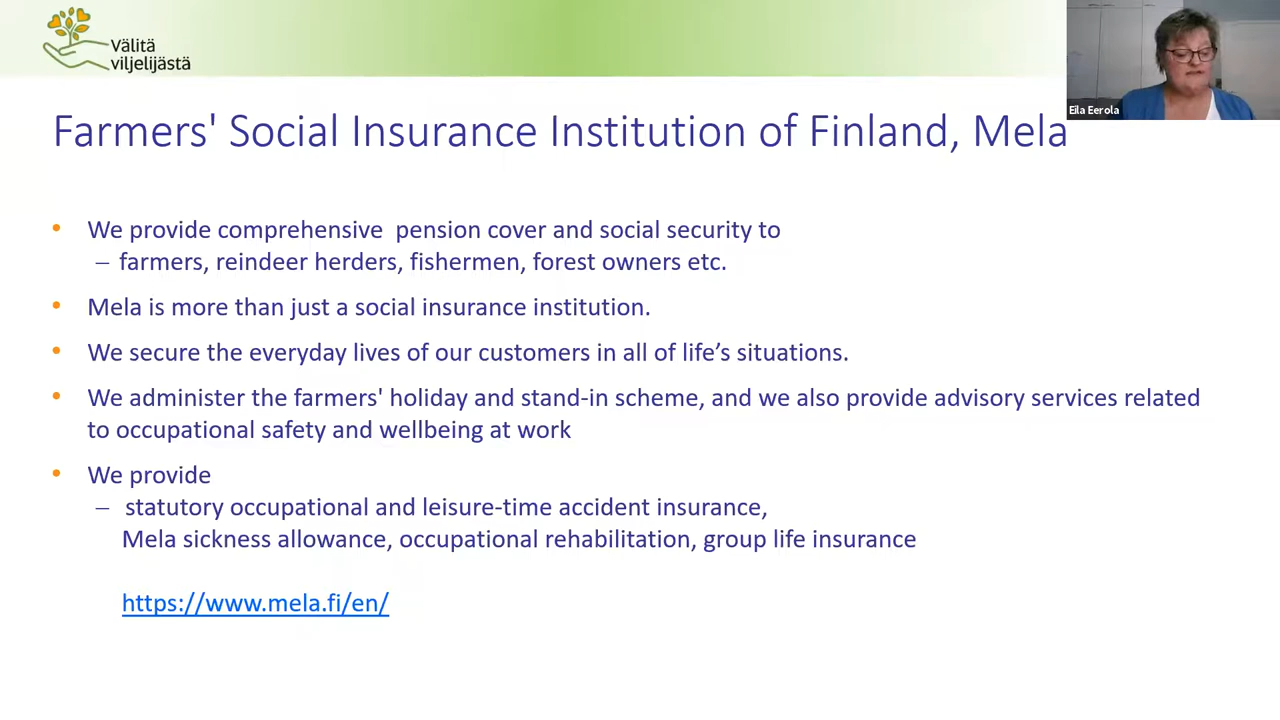 Välitä
viljelijästä
Eila Eerola
Farmers' Social Insurance Institution of Finland, Mela
• We provide comprehensive pension cover and social security to
– farmers, reindeer herders, fishermen, forest owners etc.
• Mela is more than just a social insurance institution.
• We secure the everyday lives of our customers in all of life’s situations.
• We administer the farmers' holiday and stand-in scheme, and we also provide advisory services related
to occupational safety and wellbeing at work
• We provide
– statutory occupational and leisure-time accident insurance,
Mela sickness allowance, occupational rehabilitation, group life insurance
https://www.mela.fi/en/